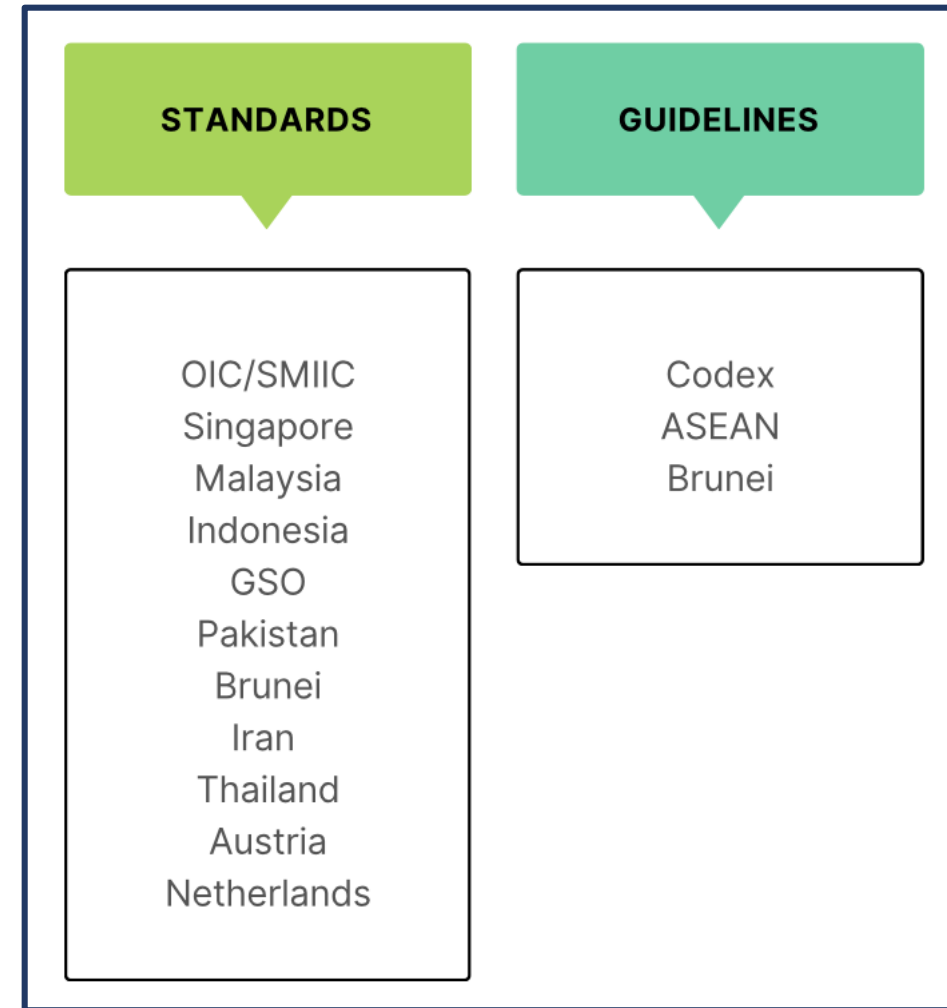 STANDARDS
OIC/SMIIC
Singapore
Malaysia
Indonesia
GSO
Pakistan
Brunei
Iran
Thailand
Austria
Netherlands
GUIDELINES
Codex
ASEAN
Brunei